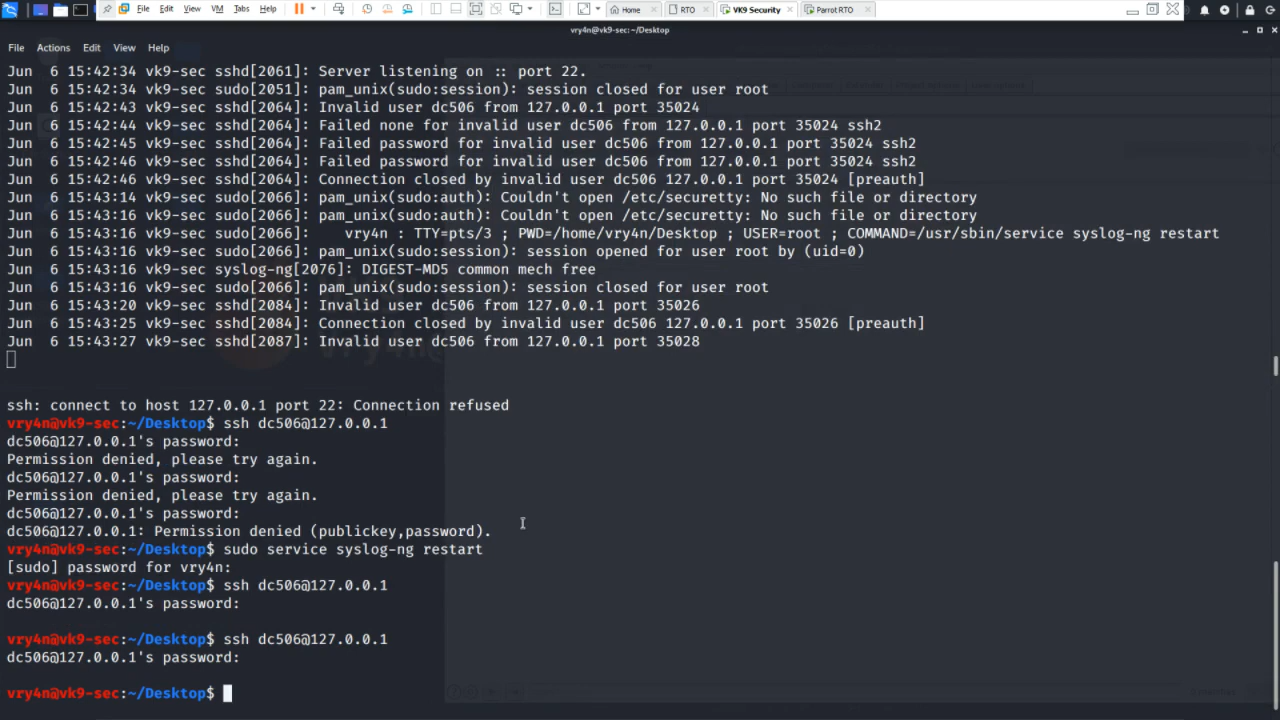 File Edit View VM Tabs Help
Home RTO VK9 Security Parrot RTO
vry4n@vk9-sec:~/Desktop
File Actions Edit View Help
Jun  6 15:42:34 vk9-sec sshd[2061]: Server listening on :: port 22.
Jun  6 15:42:34 vk9-sec sudo[2051]: pam_unix(sudo:session): session closed for user root
Jun  6 15:42:43 vk9-sec sshd[2064]: Invalid user dc506 from 127.0.0.1 port 35024
Jun  6 15:42:44 vk9-sec sshd[2064]: Failed none for invalid user dc506 from 127.0.0.1 port 35024 ssh2
Jun  6 15:42:45 vk9-sec sshd[2064]: Failed password for invalid user dc506 from 127.0.0.1 port 35024 ssh2
Jun  6 15:42:46 vk9-sec sshd[2064]: Failed password for invalid user dc506 from 127.0.0.1 port 35024 ssh2
Jun  6 15:42:46 vk9-sec sshd[2064]: Connection closed by invalid user dc506 127.0.0.1 port 35024 [preauth]
Jun  6 15:43:14 vk9-sec sudo[2066]: pam_unix(sudo:auth): Couldn't open /etc/securetty: No such file or directory
Jun  6 15:43:16 vk9-sec sudo[2066]: pam_unix(sudo:auth): Couldn't open /etc/securetty: No such file or directory
Jun  6 15:43:16 vk9-sec sudo[2066]:    vry4n : TTY=pts/3 ; PWD=/home/vry4n/Desktop ; USER=root ; COMMAND=/usr/sbin/service syslog-ng restart
Jun  6 15:43:16 vk9-sec sudo[2066]: pam_unix(sudo:session): session opened for user root by (uid=0)
Jun  6 15:43:16 vk9-sec syslog-ng[2076]: DIGEST-MD5 common mech free
Jun  6 15:43:16 vk9-sec sudo[2066]: pam_unix(sudo:session): session closed for user root
Jun  6 15:43:20 vk9-sec sshd[2084]: Invalid user dc506 from 127.0.0.1 port 35026
Jun  6 15:43:25 vk9-sec sshd[2084]: Connection closed by invalid user dc506 127.0.0.1 port 35026 [preauth]
Jun  6 15:43:27 vk9-sec sshd[2087]: Invalid user dc506 from 127.0.0.1 port 35028
ssh: connect to host 127.0.0.1 port 22: Connection refused
vry4n@vk9-sec:~/Desktop$ ssh dc506@127.0.0.1
dc506@127.0.0.1's password:
Permission denied, please try again.
dc506@127.0.0.1's password:
Permission denied, please try again.
dc506@127.0.0.1's password:
dc506@127.0.0.1: Permission denied (publickey,password).
vry4n@vk9-sec:~/Desktop$ sudo service syslog-ng restart
[sudo] password for vry4n:
vry4n@vk9-sec:~/Desktop$ ssh dc506@127.0.0.1
dc506@127.0.0.1's password:
vry4n@vk9-sec:~/Desktop$ ssh dc506@127.0.0.1
dc506@127.0.0.1's password:
vry4n@vk9-sec:~/Desktop$